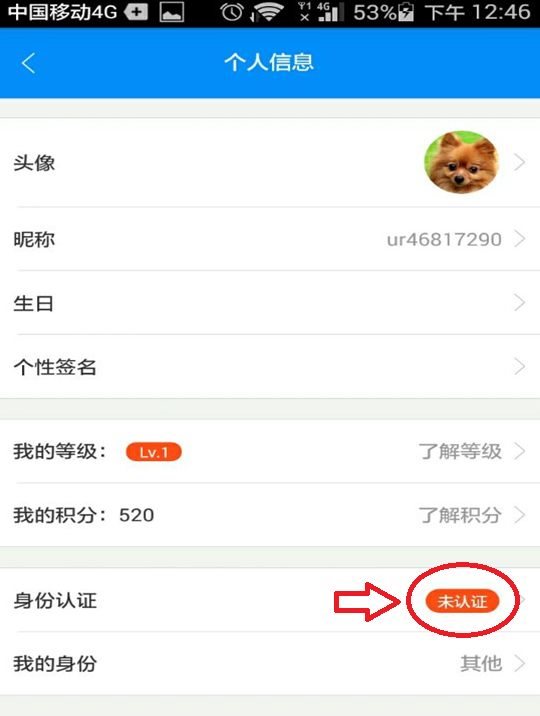 中国移动4G 53% 下午 12:46
个人信息
头像
昵称 ur46817290
生日
个性签名
我的等级： Lv.1 了解等级
我的积分：520 了解积分
身份认证 未认证
我的身份 其他